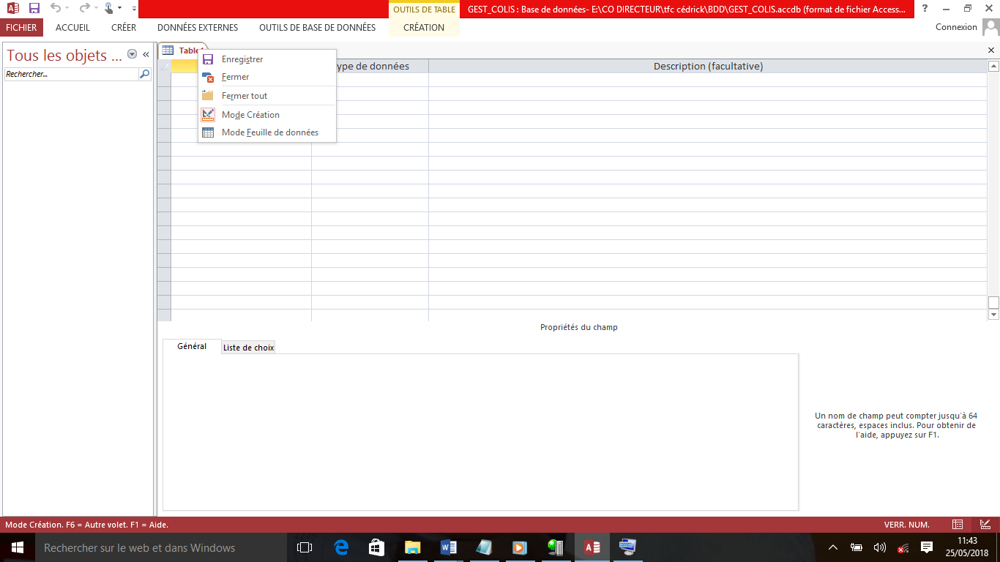 OUTILS DE TABLE
GEST_COLIS : Base de données- E:\CO DIRECTEUR\tfc cédrick\BDD\GEST_COLIS.accdb (format de fichier Access...
FICHIER ACCUEIL CRÉER DONNÉES EXTERNES OUTILS DE BASE DE DONNÉES CRÉATION Connexion
Tous les objets ...
Rechercher...
Enregistrer
Fermer
Fermer tout
Mode Création
Mode Feuille de données
de données
Description (facultative)
Propriétés du champ
Général
Liste de choix
Un nom de champ peut compter jusqu'à 64
caractères, espaces inclus. Pour obtenir de
l'aide, appuyez sur F1.
Mode Création. F6 = Autre volet. F1 = Aide.
VERR. NUM.
Rechercher sur le web et dans Windows
11:43
25/05/2018